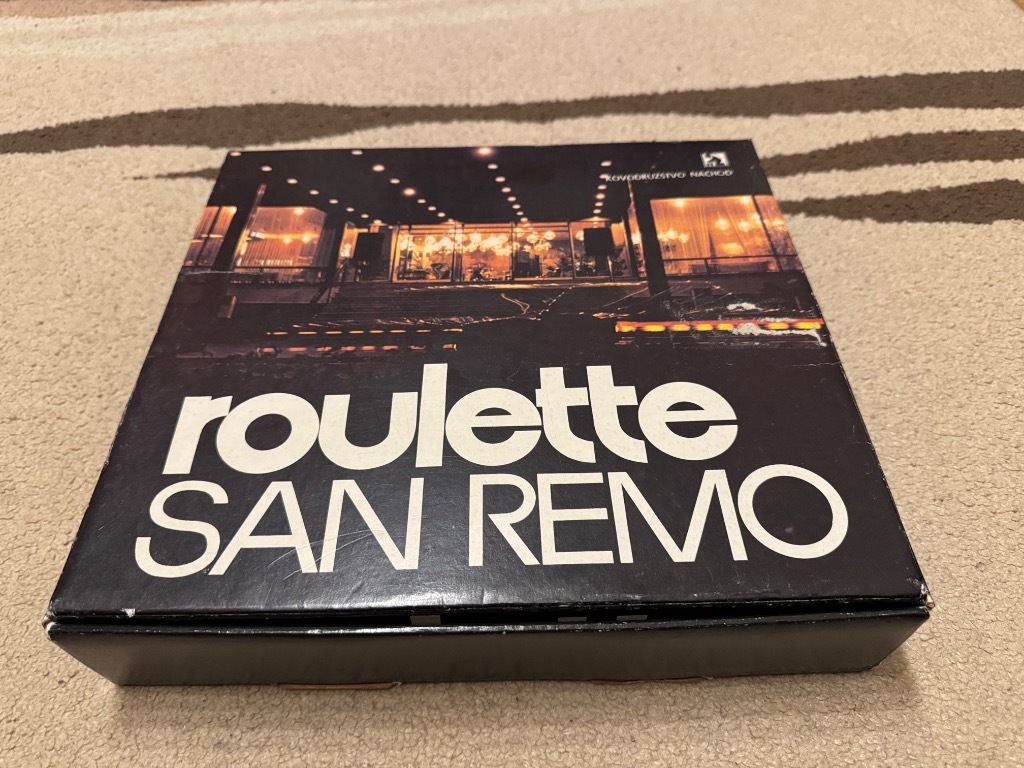 KOVODRUŽSTVO NÁCHOD
roulette
SAN REMO